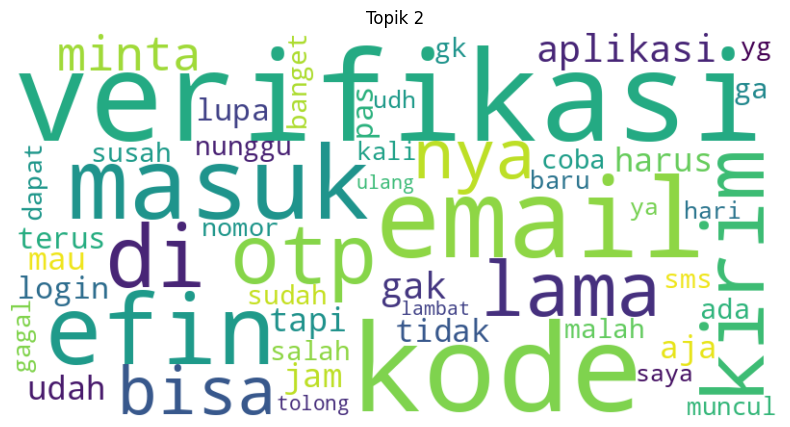 Topik 2
minta banget gk aplikasi yg
verifikasi
lupa pas udh ga
susah nunggu kali nya coba harus
dapat masuk ulang baru kirim
terus nomor email ya hari
mau di otp
login sudah gak lama sms
gagal efin tapi lambat ada
salah tidak malah aja
udah bisa jam kode saya
tolong muncul